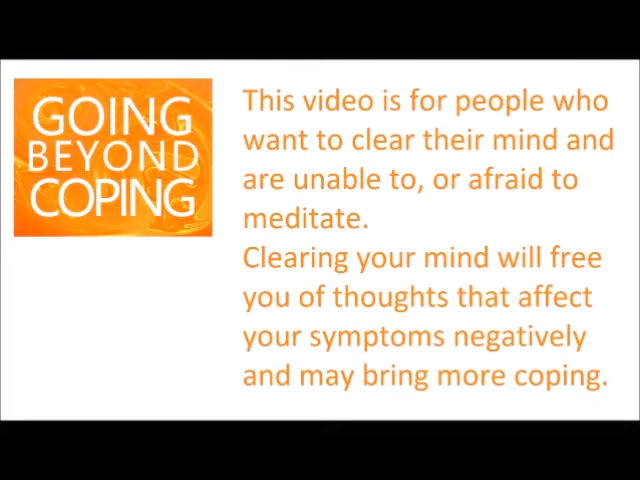 GOING
BEYOND
COPING
This video is for people who
want to clear their mind and
are unable to, or afraid to
meditate.
Clearing your mind will free
you of thoughts that affect
your symptoms negatively
and may bring more coping.